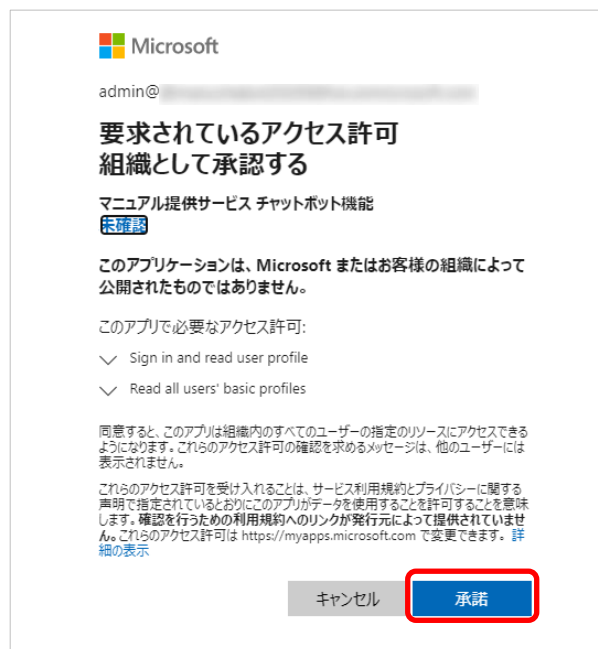 Microsoft
admin@
要求されているアクセス許可
組織として承認する
マニュアル提供サービス チャットボット機能
未確認
このアプリケーションは、Microsoft またはお客様の組織によって
公開されたものではありません。
このアプリで必要なアクセス許可:
Sign in and read user profile
Read all users' basic profiles
同意すると、このアプリは組織内のすべてのユーザーの指定のリソースにアクセスできる
ようになります。これらのアクセス許可の確認を求めるメッセージは、他のユーザーには
表示されません。
これらのアクセス許可を受け入れることは、サービス利用規約とプライバシーに関する
声明で指定されているとおりにこのアプリがデータを使用することを許可することを意味
します。確認を行うための利用規約へのリンクが発行元によって提供されていませ
ん。これらのアクセス許可は https://myapps.microsoft.com で変更できます。詳
細の表示
キャンセル
承諾